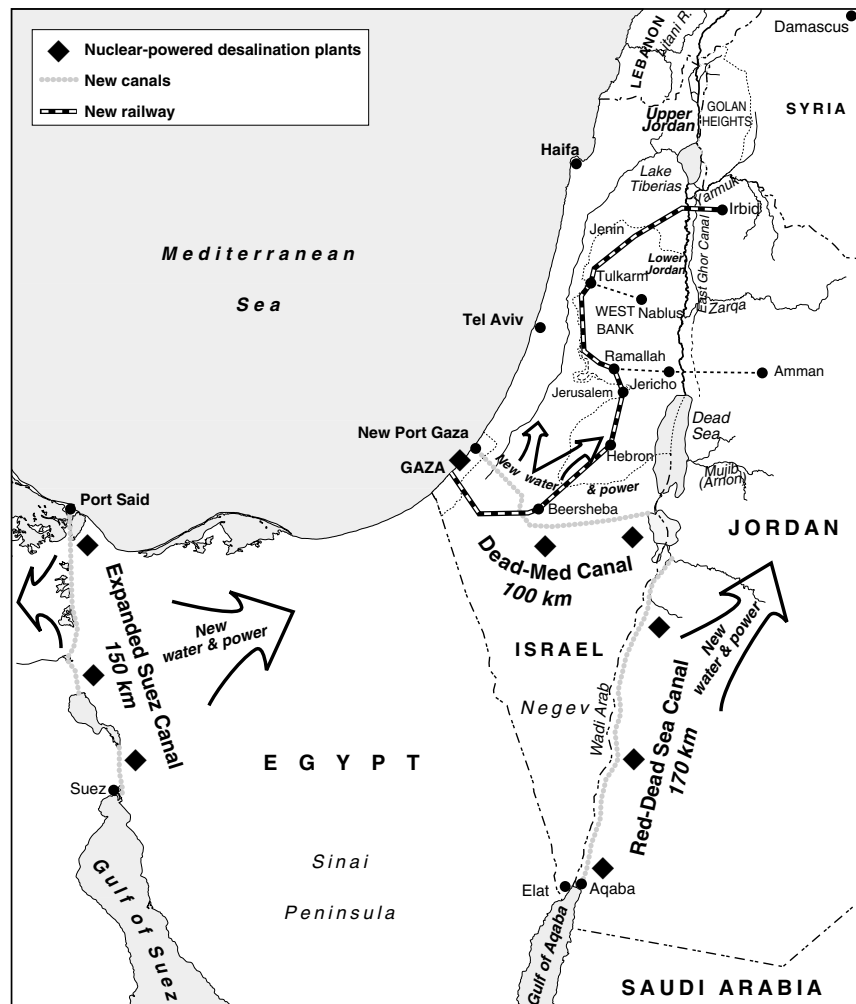 Nuclear-powered desalination plants
New canals
New railway
Damascus
LEBANON
Litani R.
GOLAN
HEIGHTS
SYRIA
Upper
Jordan
Haifa
Lake
Tiberias
Yarmuk
Irbid
Mediterranean
Sea
Jenin
Lower
Jordan
East Ghor Canal
Tulkarm
WEST
BANK
Nablus
Zarqa
Tel Aviv
Ramallah
Jericho
Amman
Jerusalem
Dead
Sea
New Port Gaza
GAZA
New water
& power
Hebron
Mujib
(Arnon)
Port Said
Beersheba
JORDAN
Dead-Med Canal
100 km
Expanded Suez Canal
150 km
New
water & power
New
water & power
ISRAEL
Negev
Wadi Arab
Red-Dead Sea Canal
170 km
EGYPT
Suez
Sinai
Peninsula
Elat
Aqaba
Gulf of Suez
Gulf of Aqaba
SAUDI ARABIA